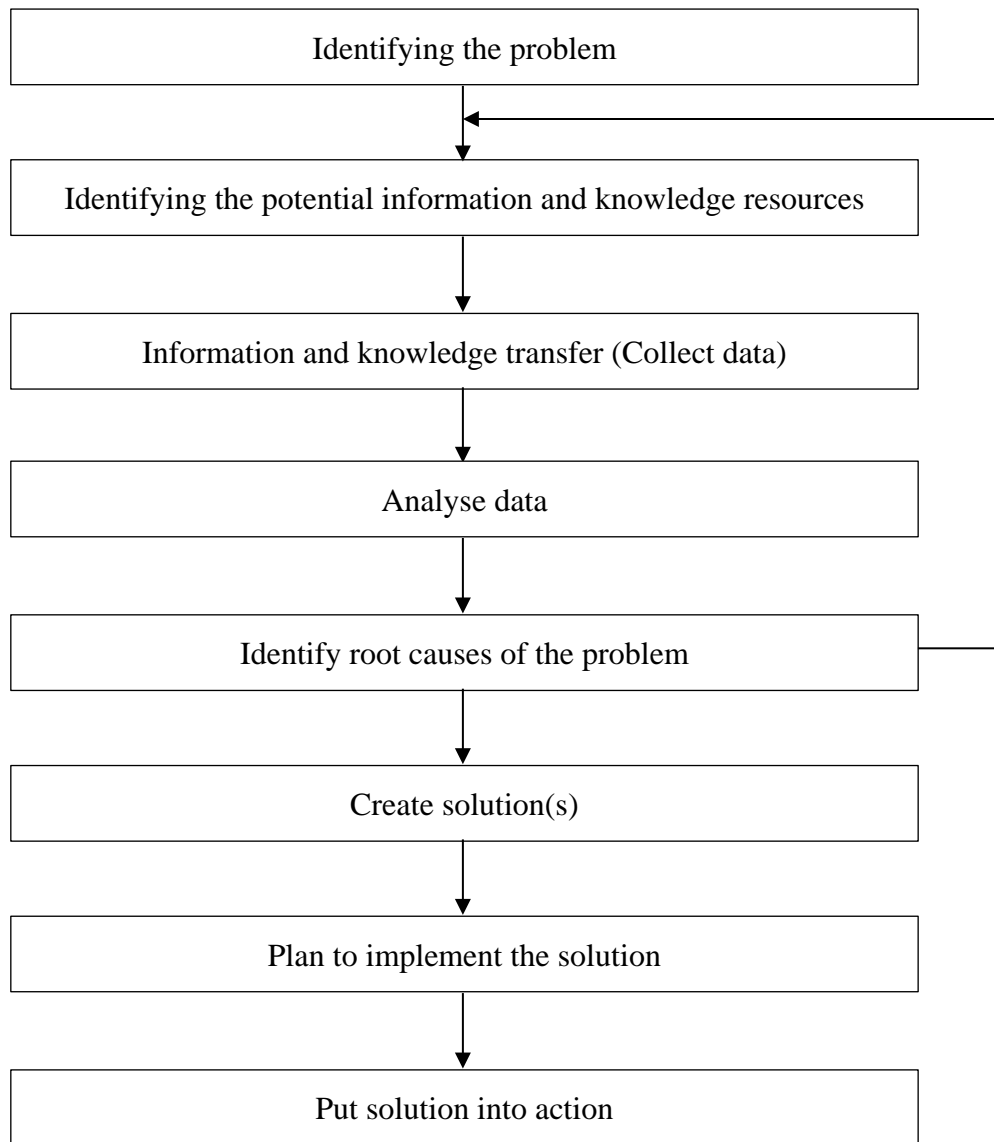 Identifying the problem
Identifying the potential information and knowledge resources
Information and knowledge transfer (Collect data)
Analyse data
Identify root causes of the problem
Create solution(s)
Plan to implement the solution
Put solution into action